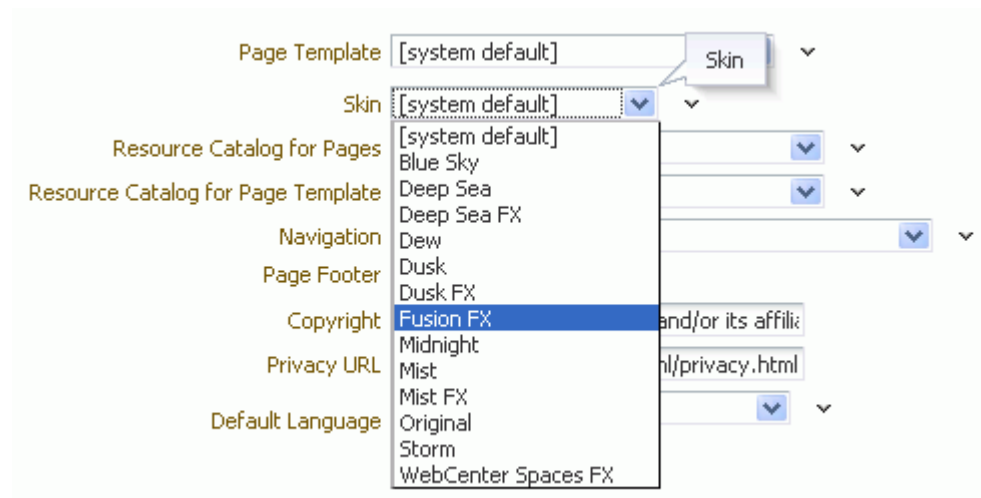 Page Template [system default]
Skin
Skin [system default]
[system default]
Blue Sky
Resource Catalog for Pages
Deep Sea
Resource Catalog for Page Template
Deep Sea FX
Dew
Navigation
Dusk
Page Footer
Dusk FX
Fusion FX
Copyright and/or its affilia
Midnight
Privacy URL ml/privacy.html
Mist
Mist FX
Default Language
Original
Storm
WebCenter Spaces FX